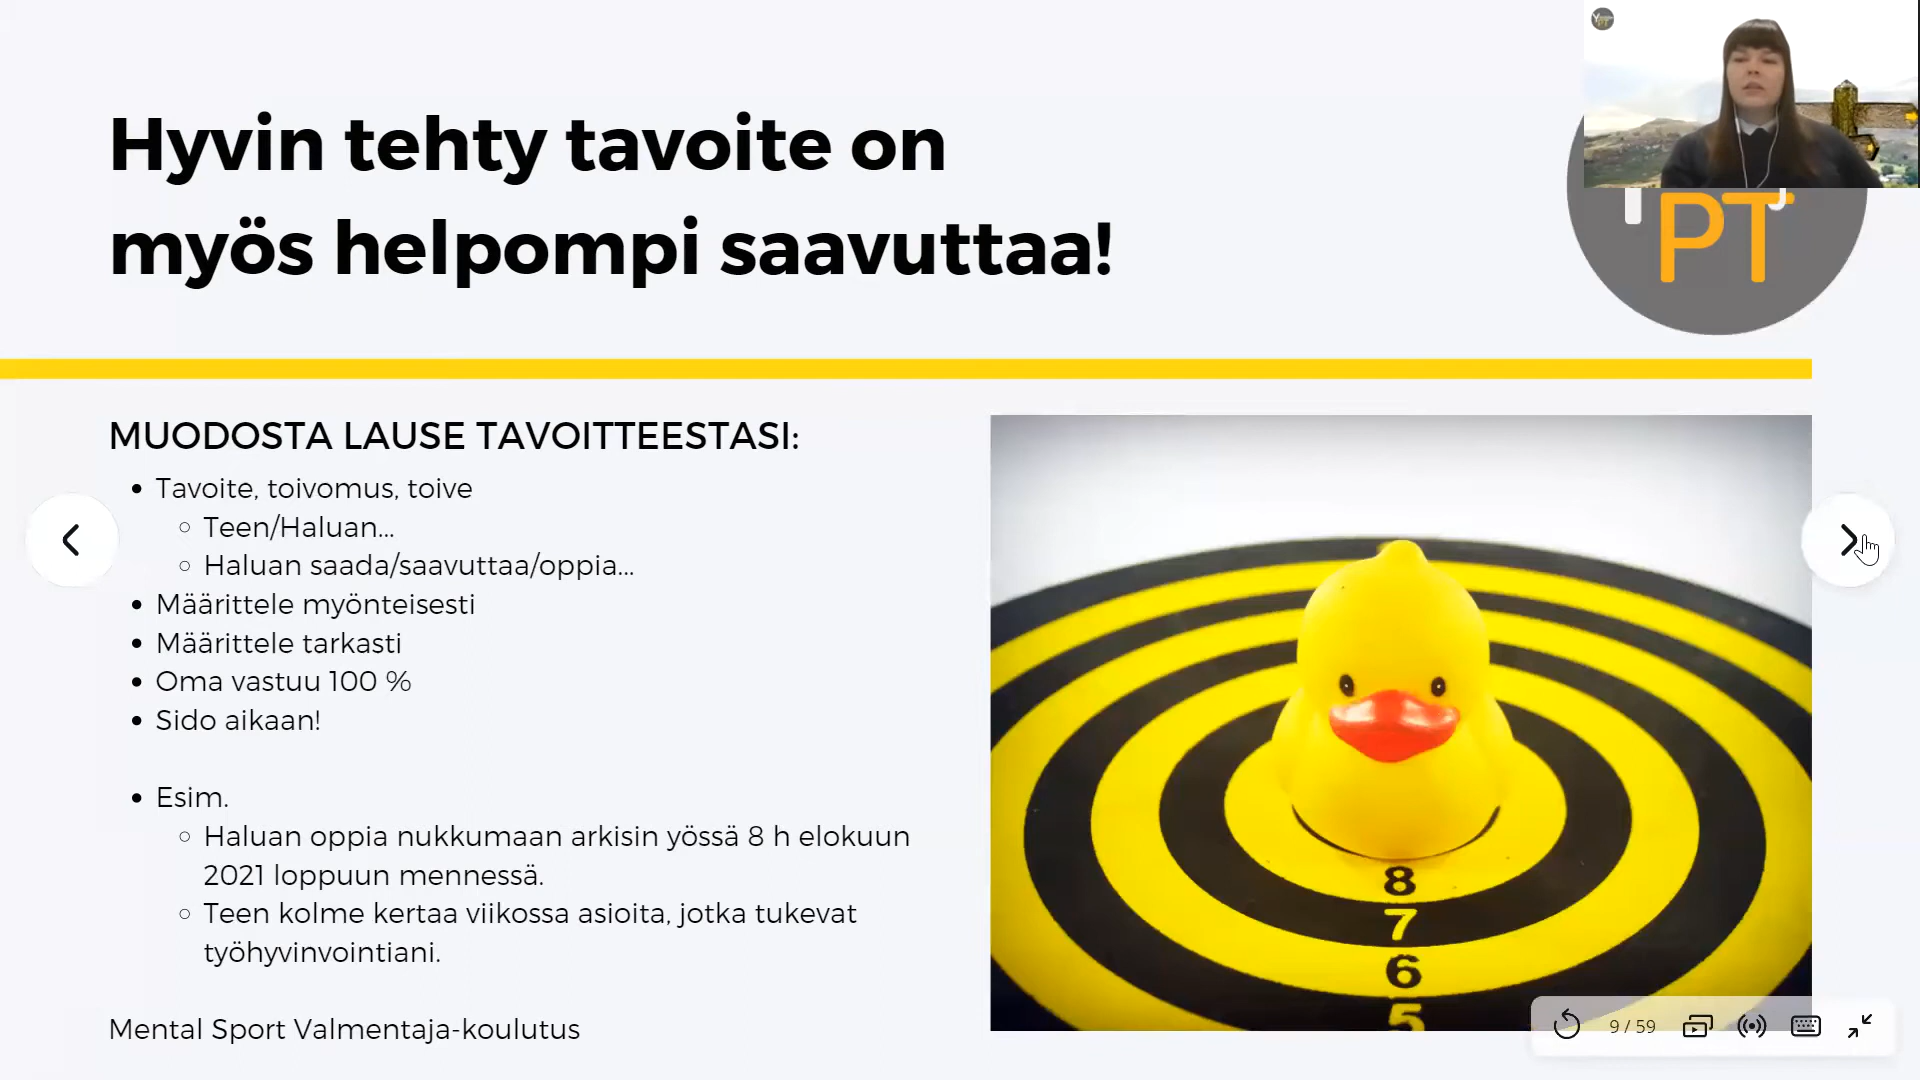 Hyvin tehty tavoite on
myös helpompi saavuttaa!
PT
MUODOSTA LAUSE TAVOITTEESTASI:
Tavoite, toivomus, toive
Teen/Haluan...
Haluan saada/saavuttaa/oppia...
Määrittele myönteisesti
Määrittele tarkasti
Oma vastuu 100 %
Sido aikaan!
Esim.
Haluan oppia nukkumaan arkisin yössä 8 h elokuun
2021 loppuun mennessä.
Teen kolme kertaa viikossa asioita, jotka tukevat
työhyvinvointiani.
8
7
6
5
Mental Sport Valmentaja-koulutus
9 / 59